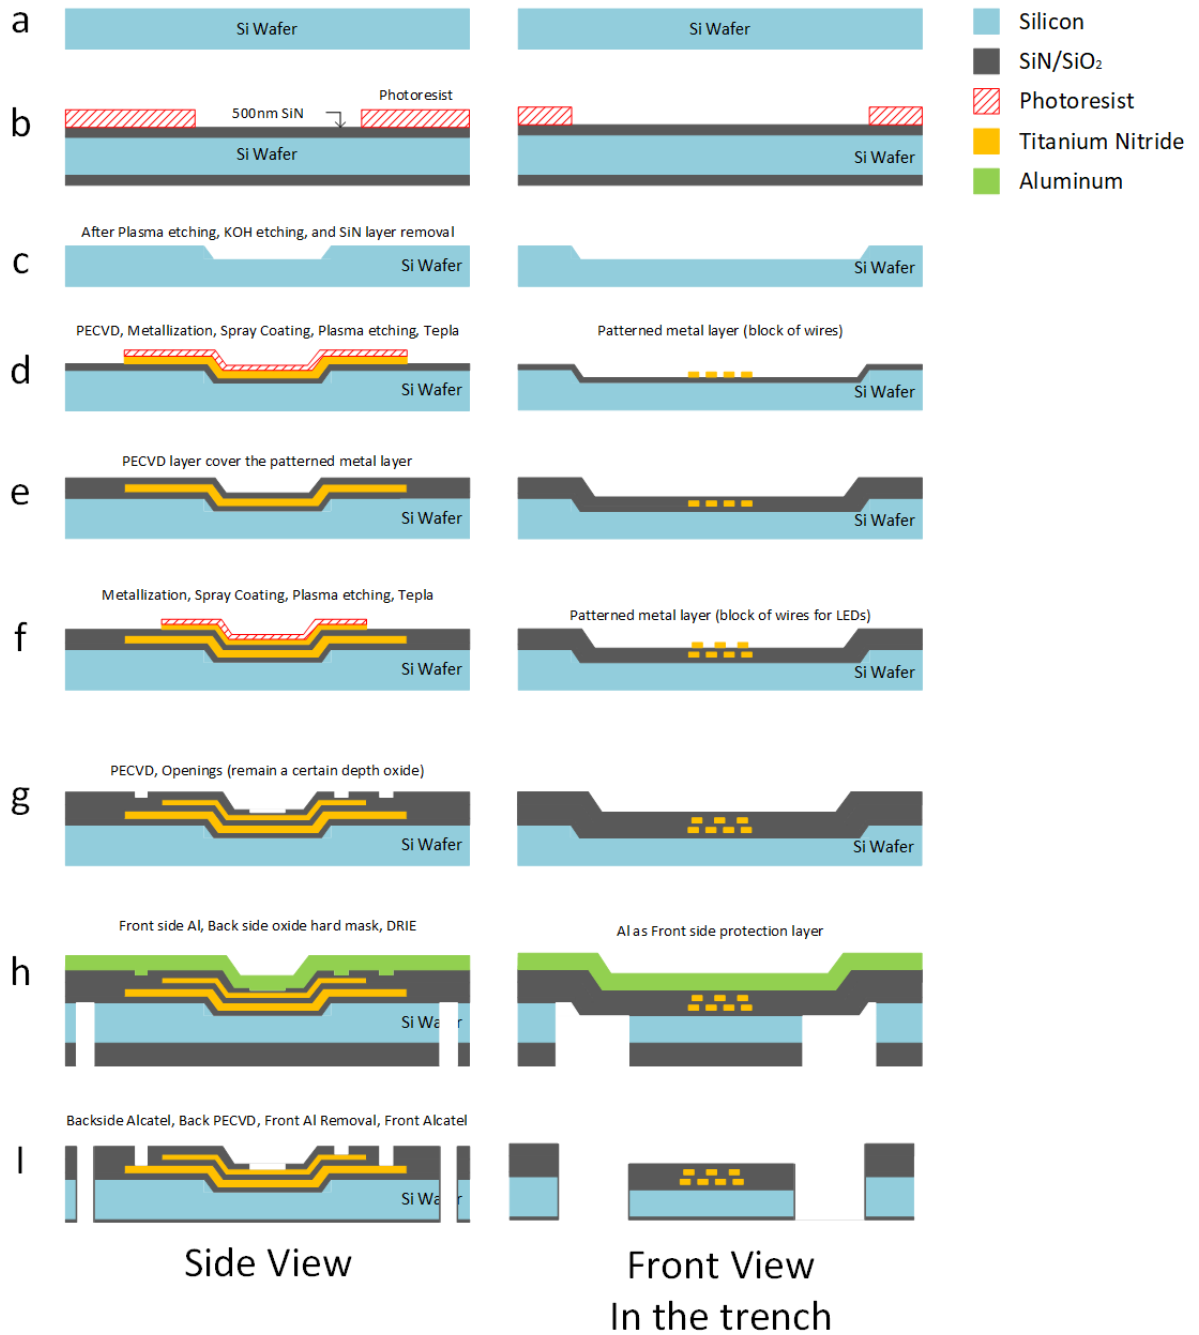 a
Si Wafer
Si Wafer
Silicon
SiN/SiO₂
Photoresist
Titanium Nitride
Aluminum
b
Photoresist
500nm SiN
Si Wafer
Si Wafer
After Plasma etching, KOH etching, and SiN layer removal
c
Si Wafer
Si Wafer
PECVD, Metallization, Spray Coating, Plasma etching, Tepla
Patterned metal layer (block of wires)
d
Si Wafer
Si Wafer
PECVD layer cover the patterned metal layer
e
Si Wafer
Si Wafer
Metallization, Spray Coating, Plasma etching, Tepla
Patterned metal layer (block of wires for LEDs)
f
Si Wafer
Si Wafer
PECVD, Openings (remain a certain depth oxide)
g
Si Wafer
Si Wafer
Front side Al, Back side oxide hard mask, DRIE
Al as Front side protection layer
h
Si Wafer
Backside Alcatel, Back PECVD, Front Al Removal, Front Alcatel
l
Si Wafer
Side View
Front View
In the trench